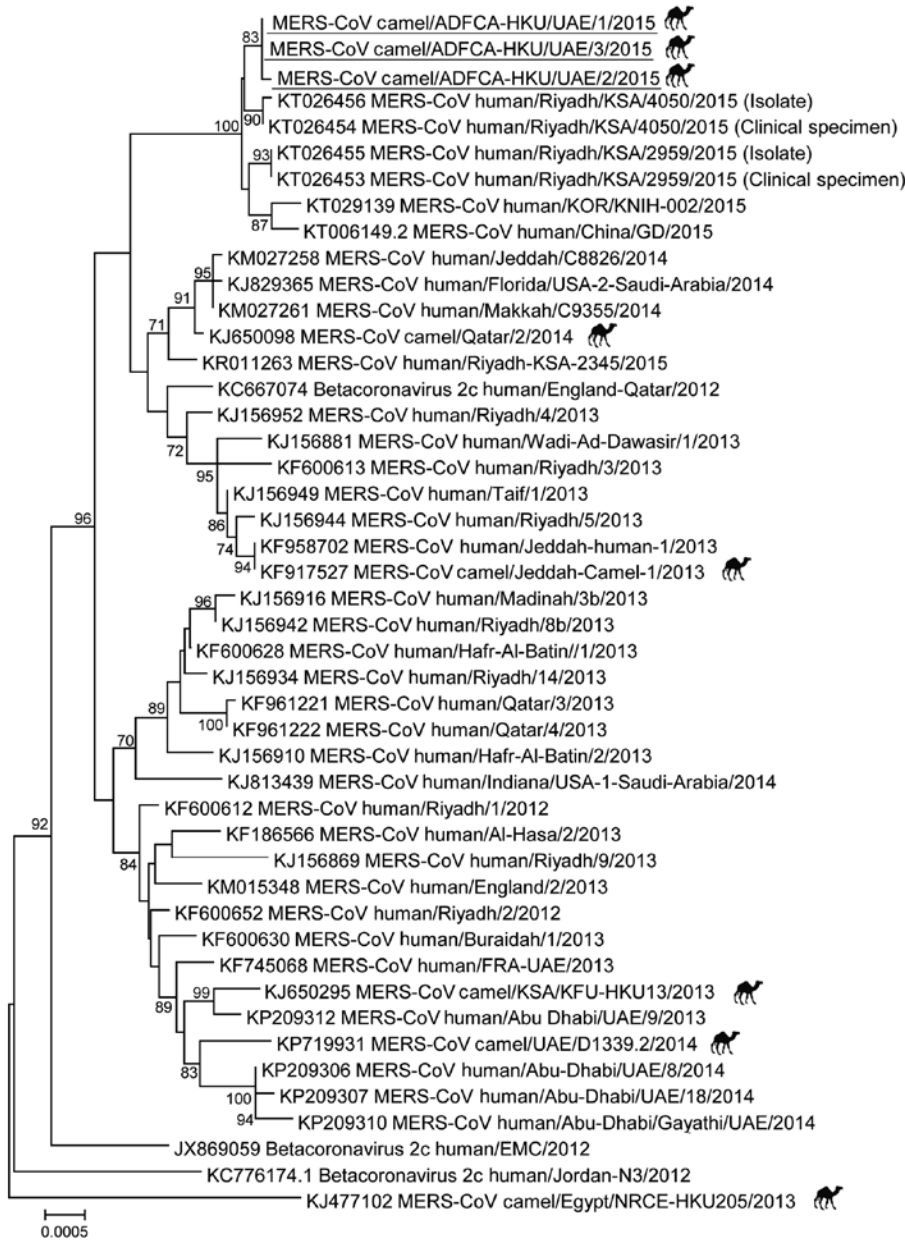 MERS-CoV camel/ADFCA-HKU/UAE/1/2015
83
MERS-CoV camel/ADFCA-HKU/UAE/3/2015
MERS-CoV camel/ADFCA-HKU/UAE/2/2015
KT026456 MERS-CoV human/Riyadh/KSA/4050/2015 (Isolate)
100
90
KT026454 MERS-CoV human/Riyadh/KSA/4050/2015 (Clinical specimen)
93
KT026455 MERS-CoV human/Riyadh/KSA/2959/2015 (Isolate)
KT026453 MERS-CoV human/Riyadh/KSA/2959/2015 (Clinical specimen)
KT029139 MERS-CoV human/KOR/KNIH-002/2015
87
KT006149.2 MERS-CoV human/China/GD/2015
KM027258 MERS-CoV human/Jeddah/C8826/2014
95
KJ829365 MERS-CoV human/Florida/USA-2-Saudi-Arabia/2014
91
KM027261 MERS-CoV human/Makkah/C9355/2014
71
KJ650098 MERS-CoV camel/Qatar/2/2014
KR011263 MERS-CoV human/Riyadh-KSA-2345/2015
KC667074 Betacoronavirus 2c human/England-Qatar/2012
KJ156952 MERS-CoV human/Riyadh/4/2013
72
KJ156881 MERS-CoV human/Wadi-Ad-Dawasir/1/2013
95
KF600613 MERS-CoV human/Riyadh/3/2013
KJ156949 MERS-CoV human/Taif/1/2013
86
KJ156944 MERS-CoV human/Riyadh/5/2013
96
74
KF958702 MERS-CoV human/Jeddah-human-1/2013
94
KF917527 MERS-CoV camel/Jeddah-Camel-1/2013
96
KJ156916 MERS-CoV human/Madinah/3b/2013
KJ156942 MERS-CoV human/Riyadh/8b/2013
KF600628 MERS-CoV human/Hafr-Al-Batin//1/2013
KJ156934 MERS-CoV human/Riyadh/14/2013
89
KF961221 MERS-CoV human/Qatar/3/2013
100
KF961222 MERS-CoV human/Qatar/4/2013
70
KJ156910 MERS-CoV human/Hafr-Al-Batin/2/2013
KJ813439 MERS-CoV human/Indiana/USA-1-Saudi-Arabia/2014
KF600612 MERS-CoV human/Riyadh/1/2012
92
KF186566 MERS-CoV human/Al-Hasa/2/2013
84
KJ156869 MERS-CoV human/Riyadh/9/2013
KM015348 MERS-CoV human/England/2/2013
KF600652 MERS-CoV human/Riyadh/2/2012
KF600630 MERS-CoV human/Buraidah/1/2013
KF745068 MERS-CoV human/FRA-UAE/2013
89
99
KJ650295 MERS-CoV camel/KSA/KFU-HKU13/2013
KP209312 MERS-CoV human/Abu Dhabi/UAE/9/2013
KP719931 MERS-CoV camel/UAE/D1339.2/2014
83
KP209306 MERS-CoV human/Abu-Dhabi/UAE/8/2014
100
KP209307 MERS-CoV human/Abu-Dhabi/UAE/18/2014
94
KP209310 MERS-CoV human/Abu-Dhabi/Gayathi/UAE/2014
JX869059 Betacoronavirus 2c human/EMC/2012
KC776174.1 Betacoronavirus 2c human/Jordan-N3/2012
KJ477102 MERS-CoV camel/Egypt/NRCE-HKU205/2013
0.0005